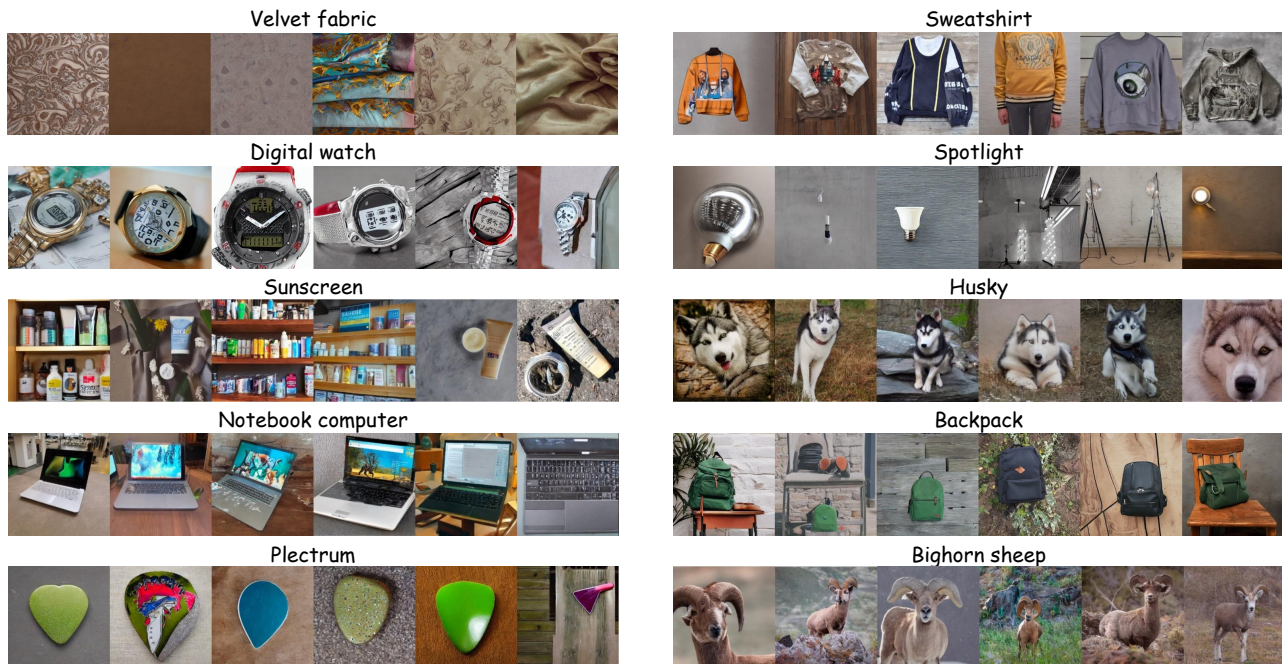 Velvet fabric
Sweatshirt
Digital watch
Spotlight
Sunscreen
Husky
Notebook computer
Backpack
Plectrum
Bighorn sheep